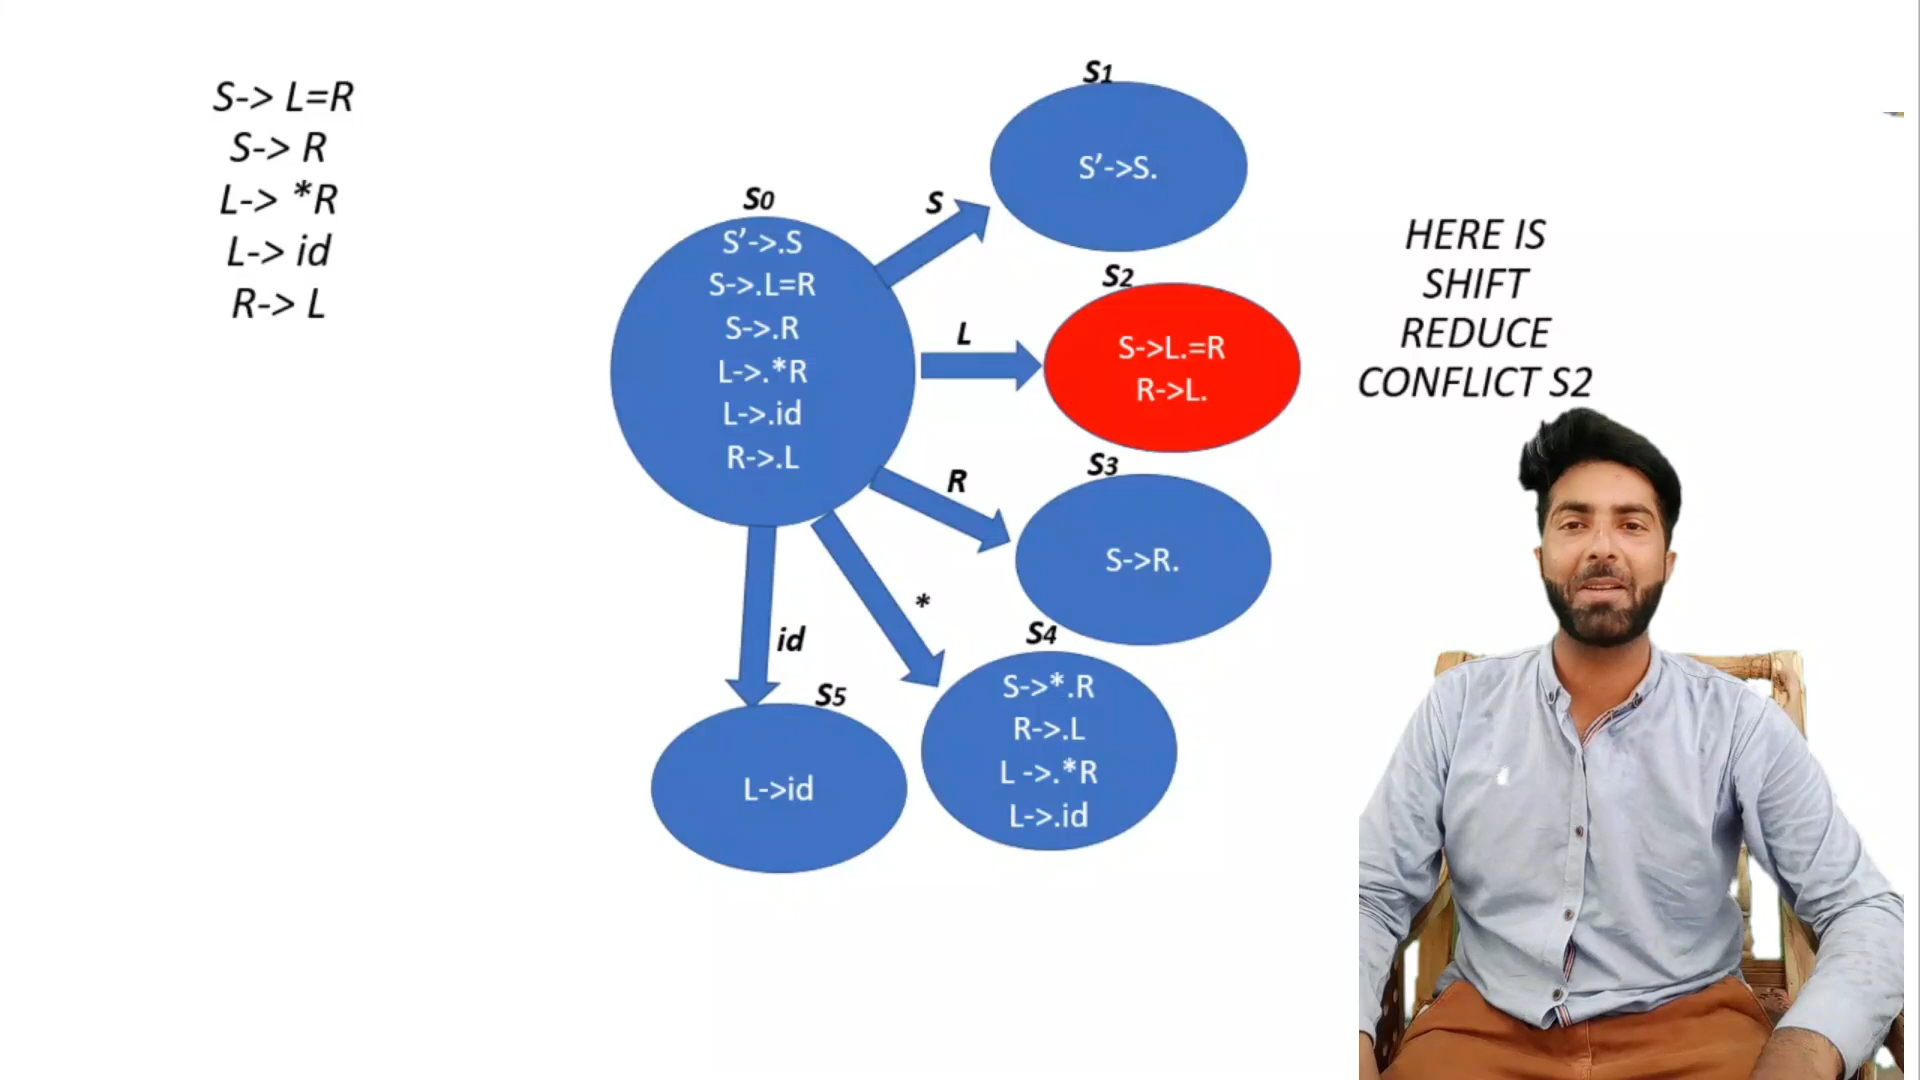 S-> L=R
S-> R
L-> *R
L-> id
R-> L
S0
S'->.S
S->.L=R
S->.R
L->.*R
L->.id
R->.L
S
L
R
*
id
S1
S'->S.
S2
S->L.=R
R->L.
S3
S->R.
S4
S->*.R
R->.L
L ->.*R
L->.id
S5
L->id
HERE IS
SHIFT
REDUCE
CONFLICT S2